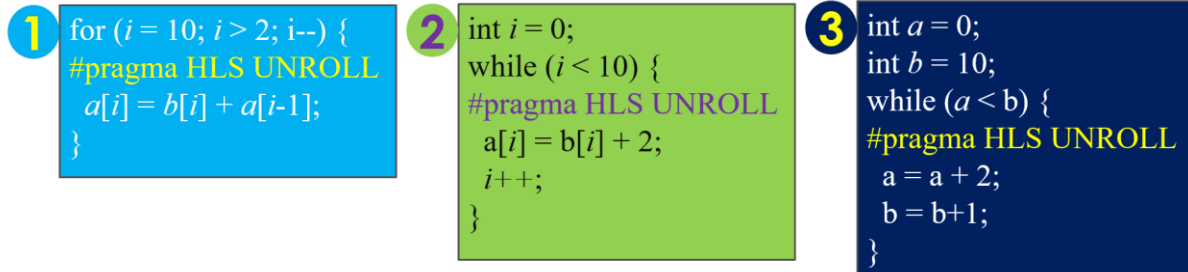 1
for (i = 10; i > 2; i--) {
#pragma HLS UNROLL
a[i] = b[i] + a[i-1];
}
2
int i = 0;
while (i < 10) {
#pragma HLS UNROLL
a[i] = b[i] + 2;
i++;
}
3
int a = 0;
int b = 10;
while (a < b) {
#pragma HLS UNROLL
a = a + 2;
b = b+1;
}